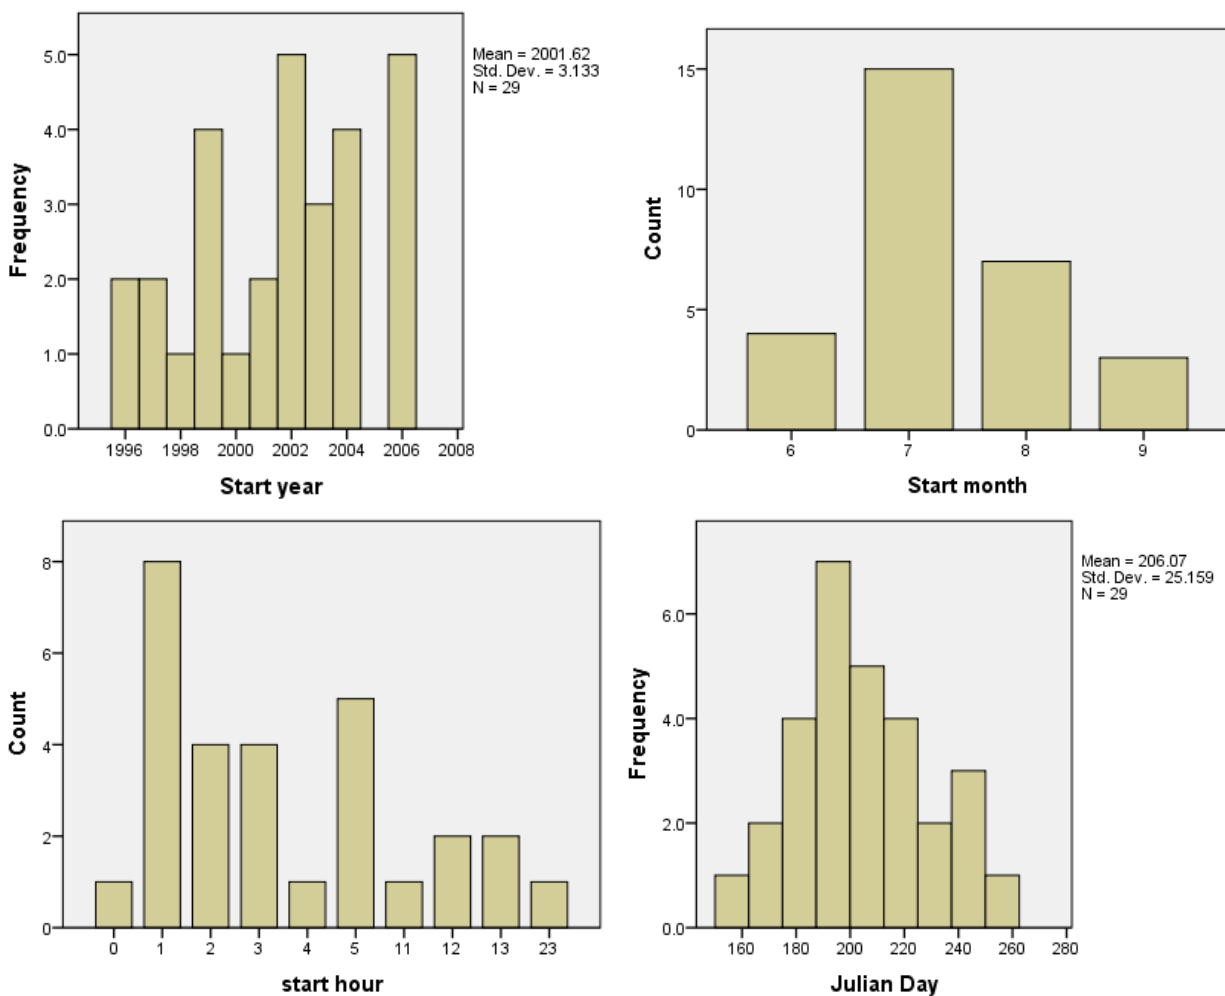 5.0
4.0
3.0
2.0
1.0
0.0
Frequency
1996 1998 2000 2002 2004 2006 2008
Start year
Mean = 2001.62
Std. Dev. = 3.133
N = 29
15
10
5
0
Count
6 7 8 9
Start month
8
6
4
2
0
Count
0 1 2 3 4 5 11 12 13 23
start hour
6.0
4.0
2.0
0.0
Frequency
160 180 200 220 240 260 280
Julian Day
Mean = 206.07
Std. Dev. = 25.159
N = 29